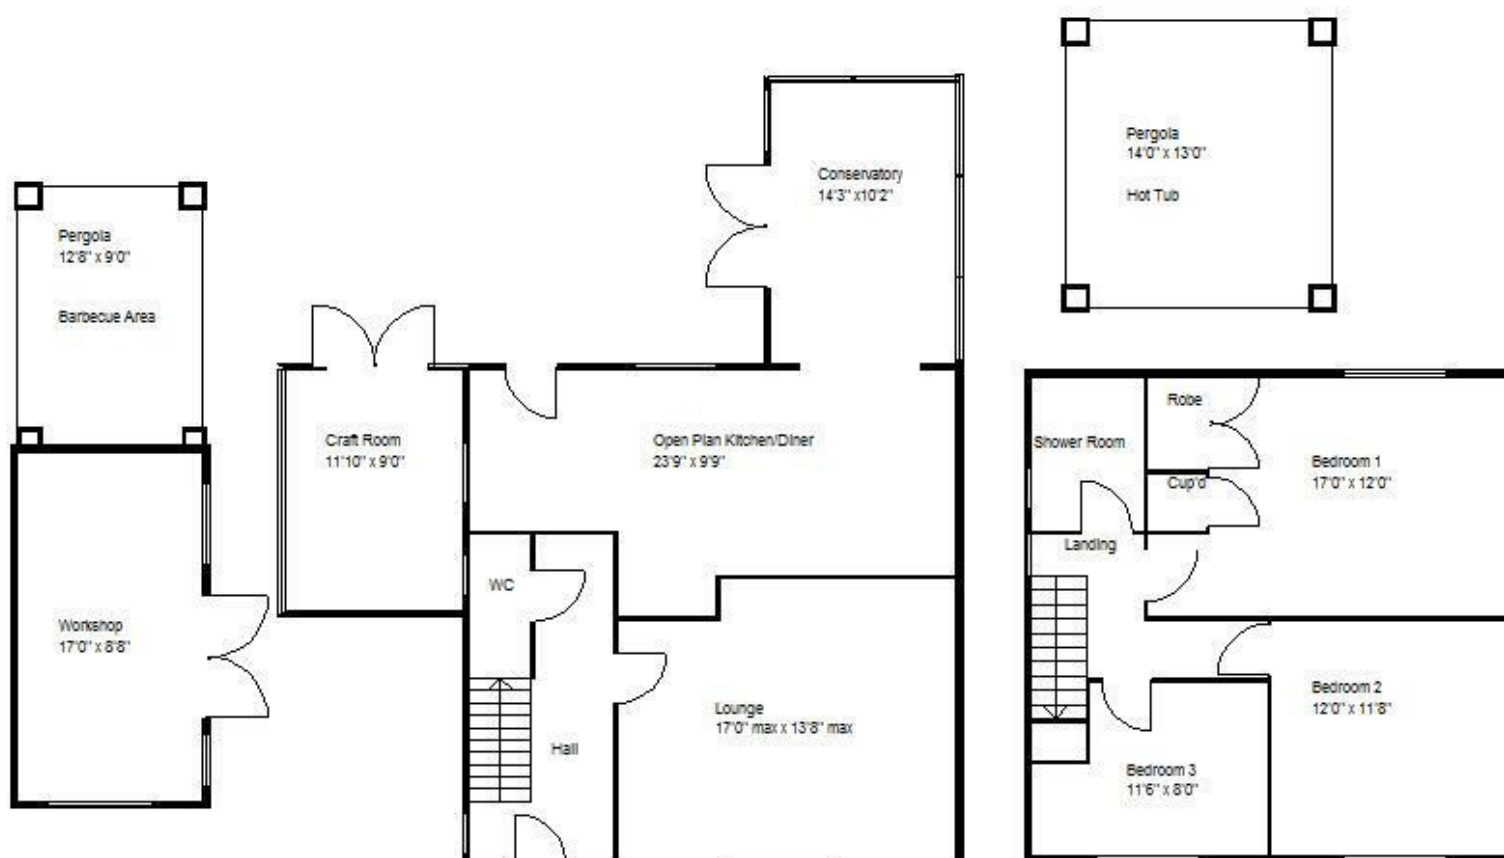 Pergola
14'0" x 13'0"
Hot Tub
Conservatory
14'3" x10'2"
Pergola
12'8" x 9'0"
Barbecue Area
Craft Room
11'10" x 9'0"
Open Plan Kitchen/Diner
23'9" x 9'9"
Robe
Shower Room
Cup'd
Bedroom 1
17'0" x 12'0"
Landing
WC
Workshop
17'0" x 8'8"
Lounge
17'0" max x 13'8" max
Hall
Bedroom 2
12'0" x 11'8"
Bedroom 3
11'6" x 8'0"